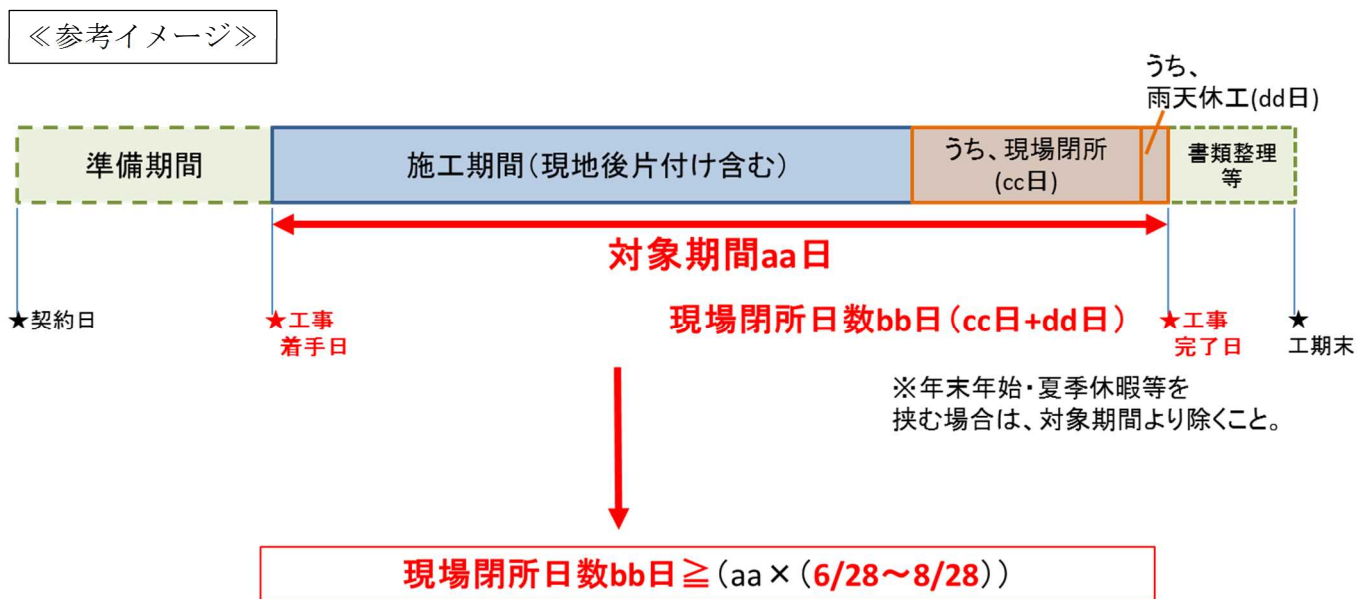 ≪参考イメージ≫
うち、
雨天休工(dd日)
準備期間
施工期間(現地後片付け含む)
うち、現場閉所
(cc日)
書類整理
等
対象期間aa日
現場閉所日数bb日(cc日+dd日)
★契約日
★工事
着手日
★工事
完了日
★
工期末
※年末年始・夏季休暇等を
挟む場合は、対象期間より除くこと。
現場閉所日数bb日≧(aa×(6/28~8/28))